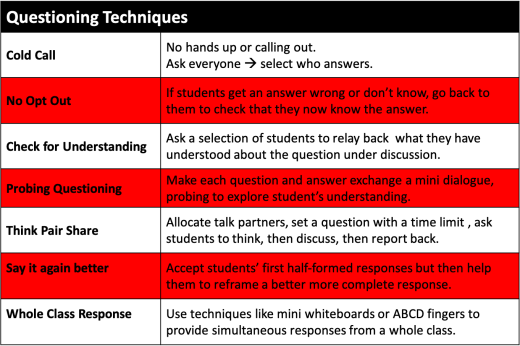 Questioning Techniques
Cold Call
No hands up or calling out.
Ask everyone → select who answers.
No Opt Out
If students get an answer wrong or don't know, go back to
them to check that they now know the answer.
Check for Understanding
Ask a selection of students to relay back  what they have
understood about the question under discussion.
Probing Questioning
Make each question and answer exchange a mini dialogue,
probing to explore student's understanding.
Think Pair Share
Allocate talk partners, set a question with a time limit , ask
students to think, then discuss, then report back.
Say it again better
Accept students' first half-formed responses but then help
them to reframe a better more complete response.
Whole Class Response
Use techniques like mini whiteboards or ABCD fingers to
provide simultaneous responses from a whole class.